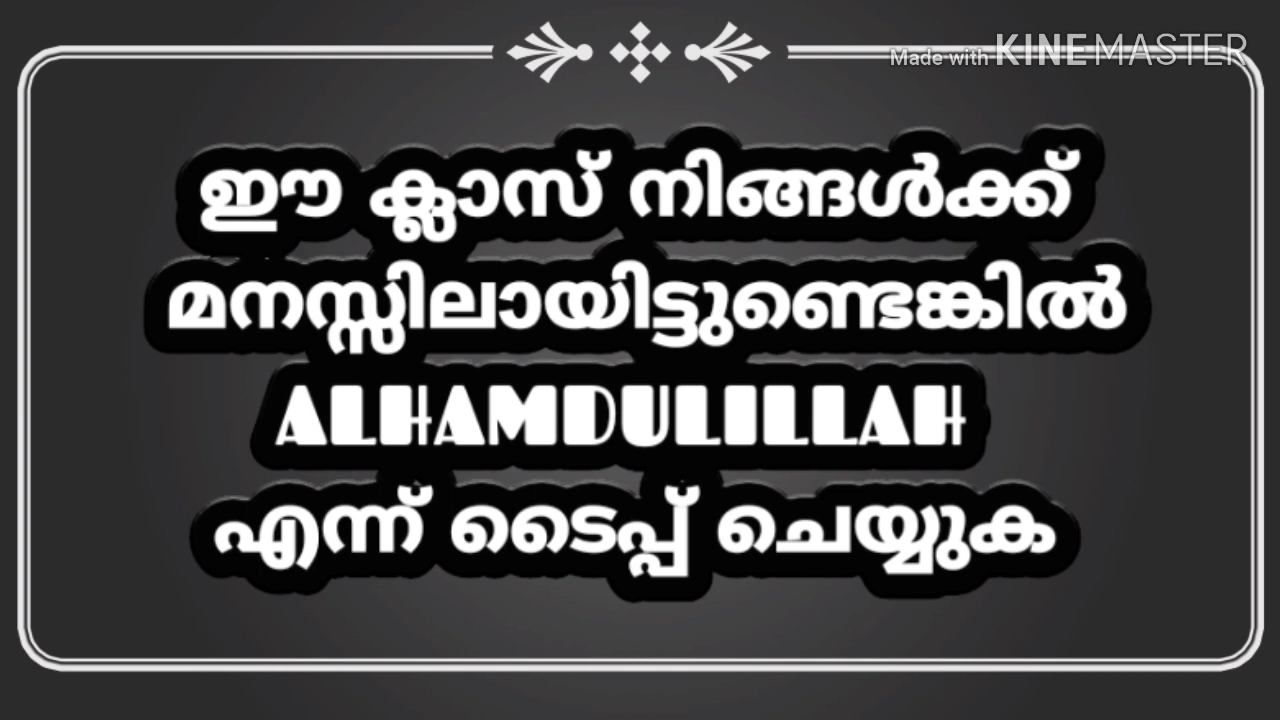 Made with KINEMASTER
ഈ ക്ലാസ് നിങ്ങൾക്ക്
മനസ്സിലായിട്ടുണ്ടെങ്കിൽ
ALHAMDULILLAH
എന്ന് ടൈപ്പ് ചെയ്യുക